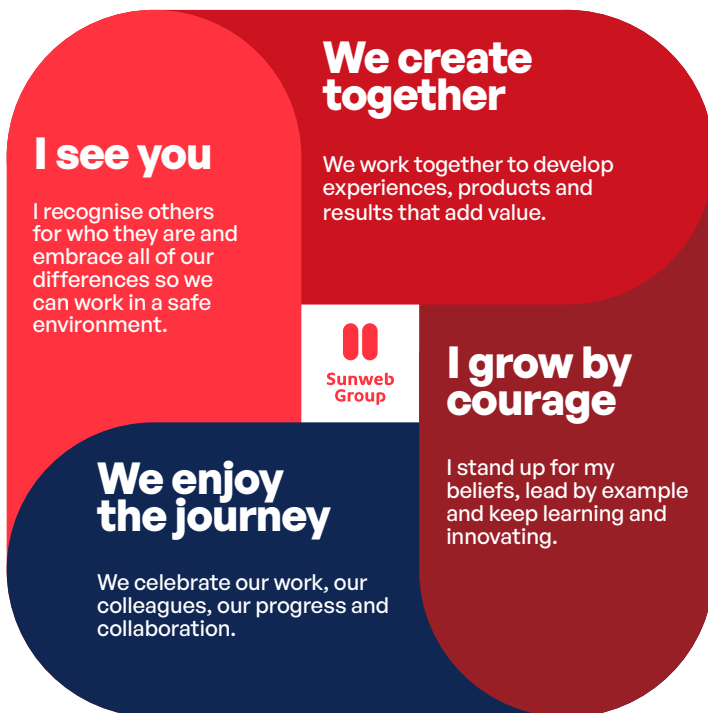 I see you
I recognise others
for who they are and
embrace all of our
differences so we
can work in a safe
environment.
We create
together
We work together to develop
experiences, products and
results that add value.
Sunweb
Group
I grow by
courage
I stand up for my
beliefs, lead by example
and keep learning and
innovating.
We enjoy
the journey
We celebrate our work, our
colleagues, our progress and
collaboration.